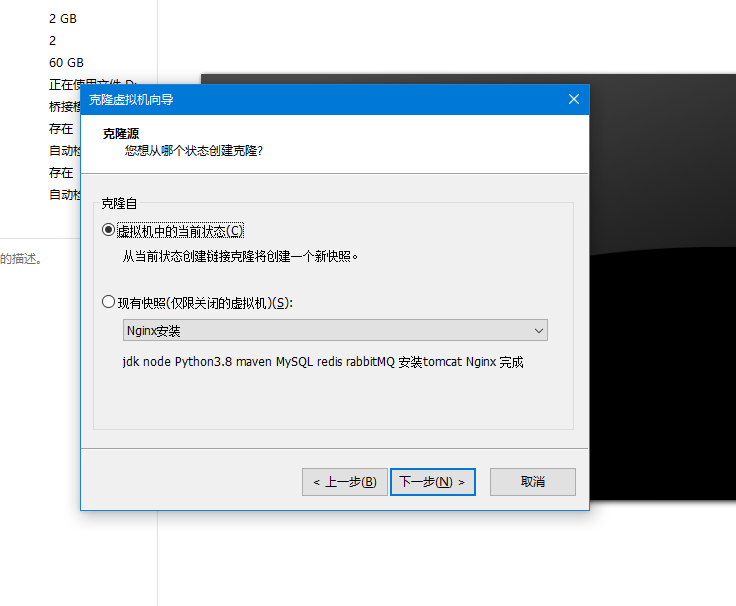 2 GB
2
60 GB
正在使用文件 D:
桥接模
存在
自动检
存在
自动检
的描述。
克隆虚拟机向导
克隆源
您想从哪个状态创建克隆?
克隆自
虚拟机中的当前状态(C)
从当前状态创建链接克隆将创建一个新快照。
现有快照(仅限关闭的虚拟机)(S):
Nginx安装
jdk node Python3.8 maven MySQL redis rabbitMQ 安装tomcat Nginx 完成
< 上一步(B)
下一步(N) >
取消